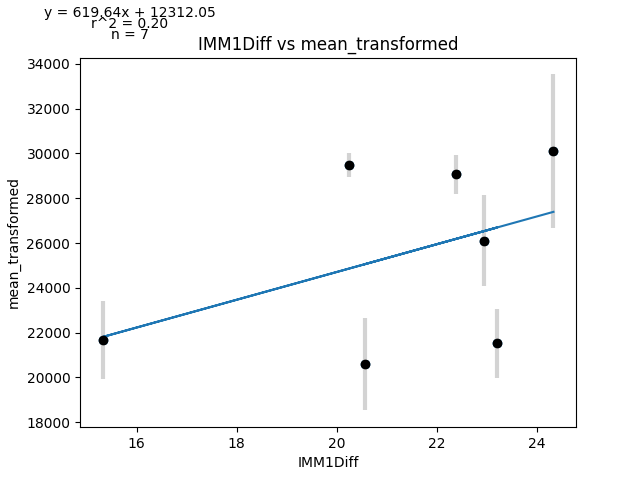 y = 619.64x + 12312.05
r^2 = 0.20
n = 7
IMM1Diff vs mean_transformed
34000
32000
30000
28000
26000
24000
22000
20000
18000
mean_transformed
16
18
20
22
24
IMM1Diff